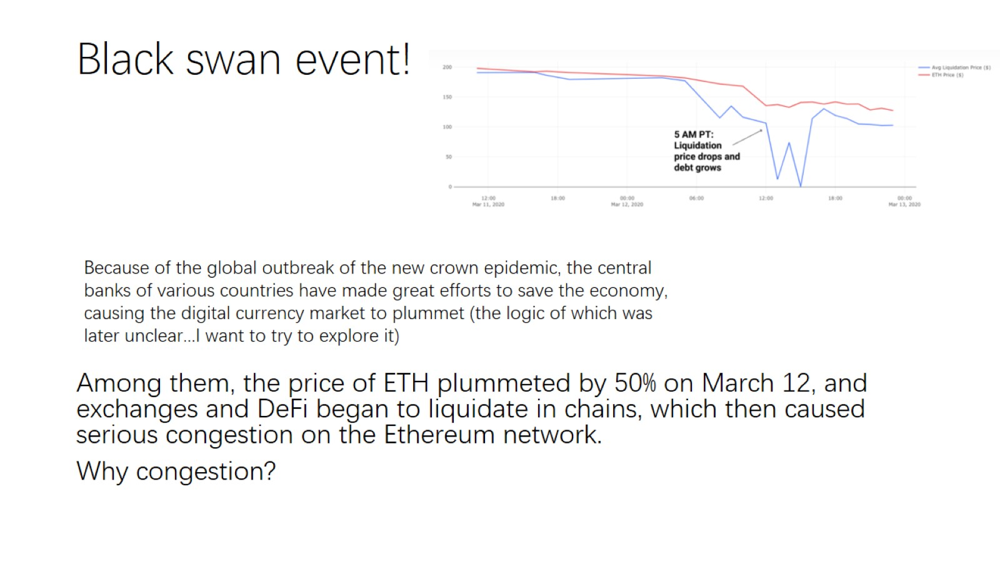 Black swan event!
200
150
100
50
0
Avg Liquidation Price ($)
ETH Price ($)
5 AM PT:
Liquidation
price drops and
debt grows
12:00
Mar 11, 2020
18:00
00:00
Mar 12, 2020
06:00
12:00
18:00
00:00
Mar 13, 2020
Because of the global outbreak of the new crown epidemic, the central
banks of various countries have made great efforts to save the economy,
causing the digital currency market to plummet (the logic of which was
later unclear...I want to try to explore it)
Among them, the price of ETH plummeted by 50% on March 12, and
exchanges and DeFi began to liquidate in chains, which then caused
serious congestion on the Ethereum network.
Why congestion?